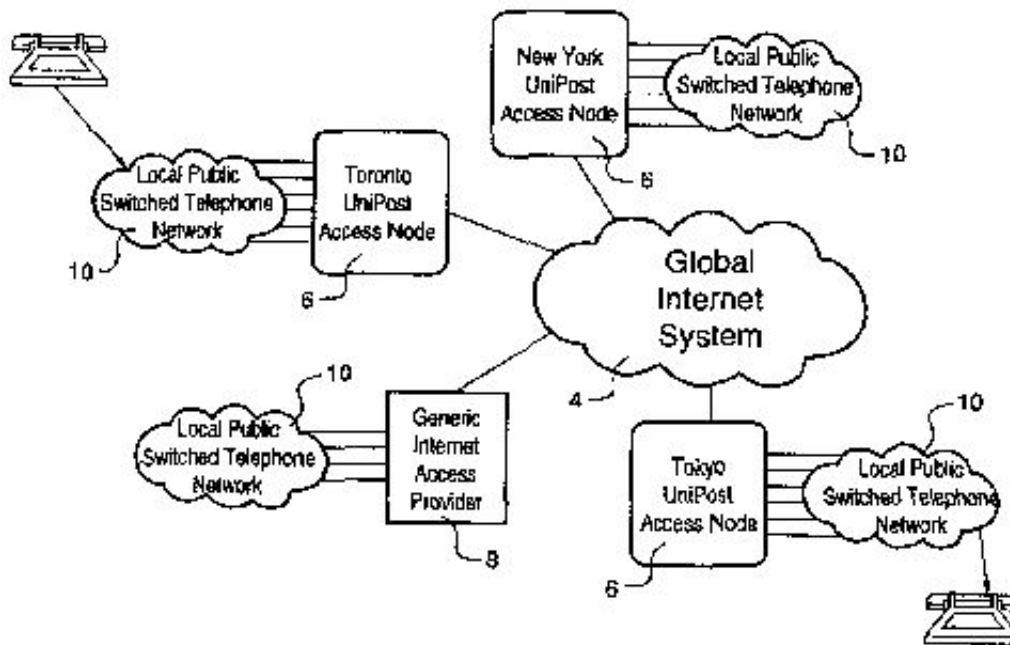 New York
UniPost
Access Node
6
Local Public
Switched Telephone
Network
10
Local Public
Switched Telephone
Network
10
Toronto
UniPost
Access Node
6
Global
Internet
System
4
10
Local Public
Switched Telephone
Network
Generic
Internet
Access
Provider
8
Tokyo
UniPost
Access Node
6
10
Local Public
Switched Telephone
Network